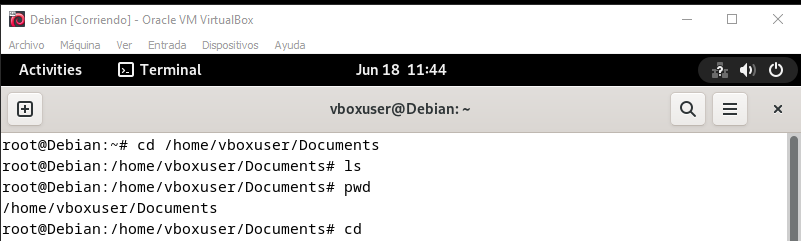 Debian [Corriendo] - Oracle VM VirtualBox
Archivo Máquina Ver Entrada Dispositivos Ayuda
Activities Terminal Jun 18 11:44
vboxuser@Debian: ~
root@Debian:~# cd /home/vboxuser/Documents
root@Debian:/home/vboxuser/Documents# ls
root@Debian:/home/vboxuser/Documents# pwd
/home/vboxuser/Documents
root@Debian:/home/vboxuser/Documents# cd